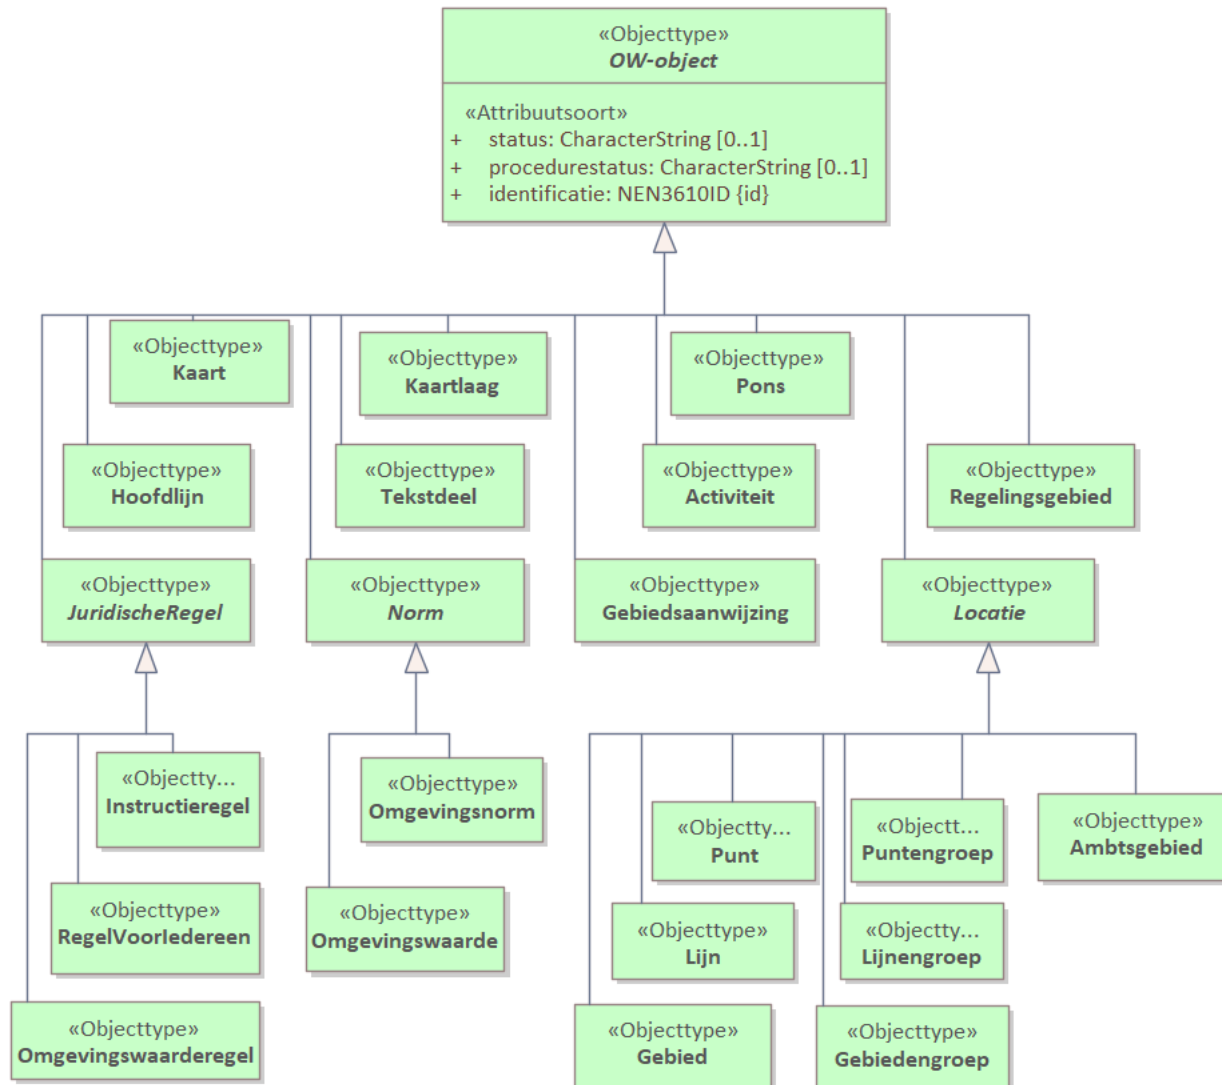 «Objecttype»
OW-object
«Attribuutsoort»
+ status: CharacterString [0..1]
+ procedurestatus: CharacterString [0..1]
+ identificatie: NEN3610ID {id}
«Objecttype»
Kaart
«Objecttype»
Kaartlaag
«Objecttype»
Pons
«Objecttype»
Hoofdlijn
«Objecttype»
Tekstdeel
«Objecttype»
Activiteit
«Objecttype»
Regelingsgebied
«Objecttype»
JuridischeRegel
«Objecttype»
Norm
«Objecttype»
Gebiedsaanwijzing
«Objecttype»
Locatie
«Objectty...
Instructieregel
«Objecttype»
Omgevingsnorm
«Objectty...
Punt
«Objectt...
Puntengroep
«Objecttype»
Ambtsgebied
«Objecttype»
RegelVoorIedereen
«Objecttype»
Omgevingswaarde
«Objecttype»
Lijn
«Objectty...
Lijnengroep
«Objecttype»
Omgevingswaarderegel
«Objecttype»
Gebied
«Objecttype»
Gebiedengroep